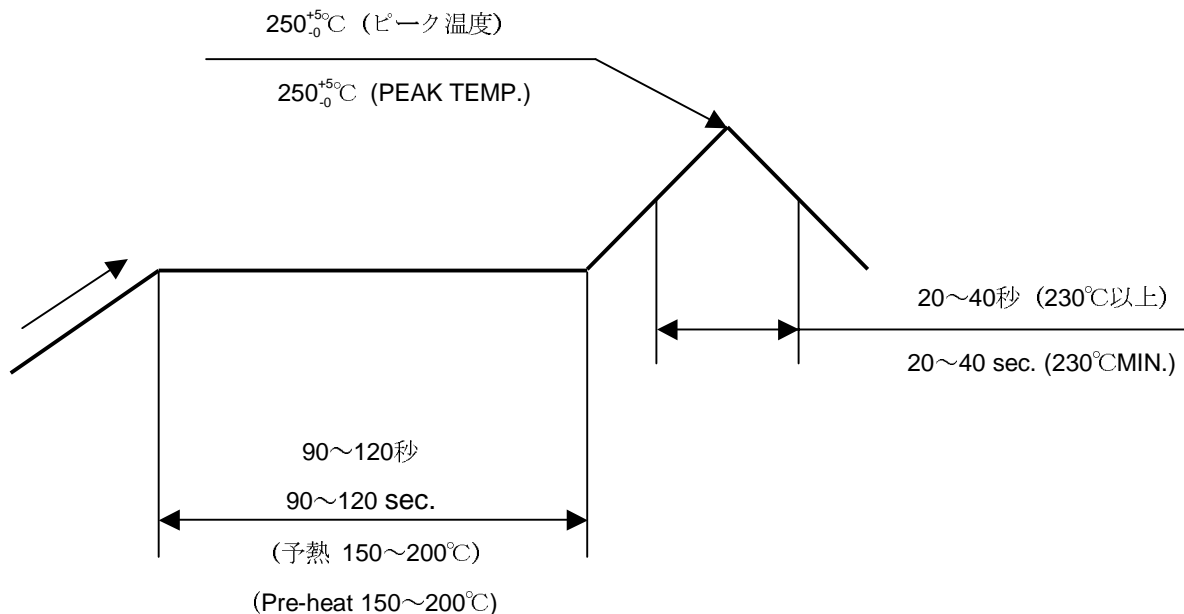 250+5-0℃ (ピーク温度)
250+5-0℃ (PEAK TEMP.)
20～40秒 (230℃以上)
20～40 sec. (230℃MIN.)
90～120秒
90～120 sec.
(予熱 150～200℃)
(Pre-heat 150～200℃)